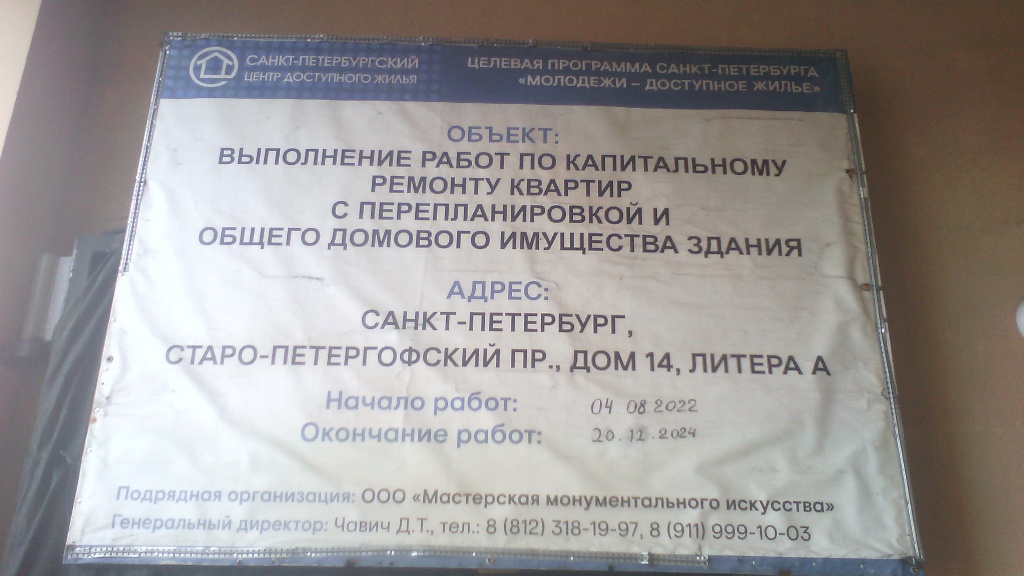 САНКТ-ПЕТЕРБУРГСКИЙ
ЦЕНТР ДОСТУПНОГО ЖИЛЬЯ
ЦЕЛЕВАЯ ПРОГРАММА САНКТ-ПЕТЕРБУРГА
«МОЛОДЕЖИ – ДОСТУПНОЕ ЖИЛЬЕ»
ОБЪЕКТ:
ВЫПОЛНЕНИЕ РАБОТ ПО КАПИТАЛЬНОМУ
РЕМОНТУ КВАРТИР
С ПЕРЕПЛАНИРОВКОЙ И
ОБЩЕГО ДОМОВОГО ИМУЩЕСТВА ЗДАНИЯ
АДРЕС:
САНКТ-ПЕТЕРБУРГ,
СТАРО-ПЕТЕРГОФСКИЙ ПР., ДОМ 14, ЛИТЕРА А
Начало работ: 04 08 2022
Окончание работ: 20.12.2024
Подрядная организация: ООО «Мастерская монументального искусства»
Генеральный директор: Чович Д.Т., тел.: 8 (812) 318-19-97, 8 (911) 999-10-03